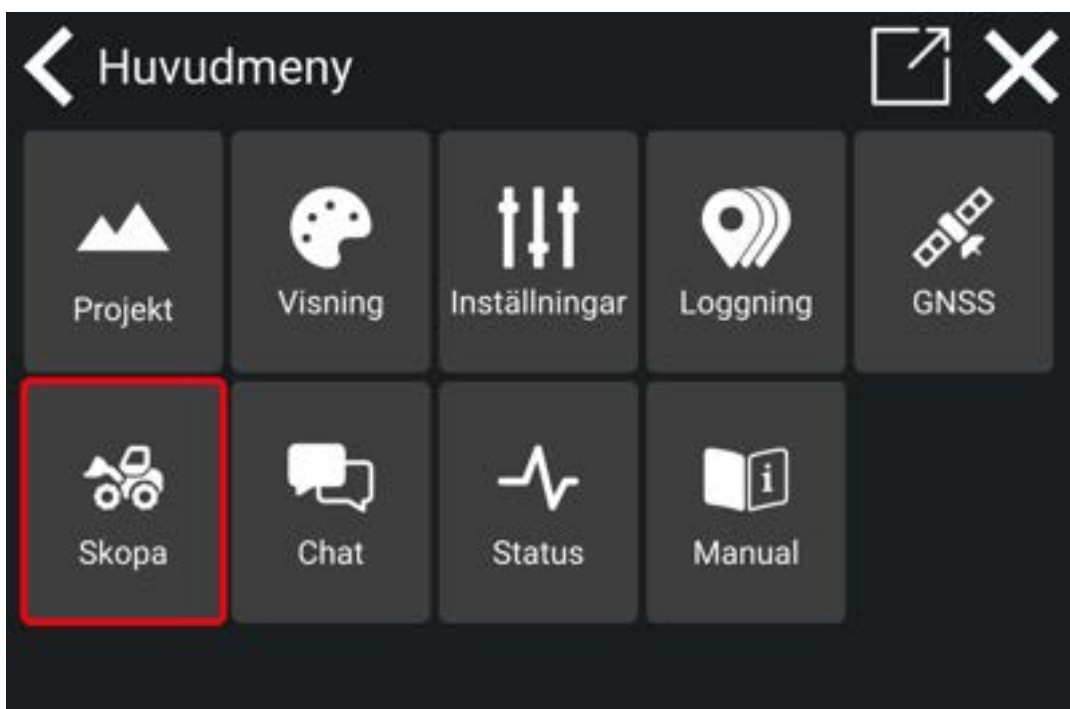 Huvudmeny
Projekt
Visning
Inställningar
Loggning
GNSS
Skopa
Chat
Status
i
Manual